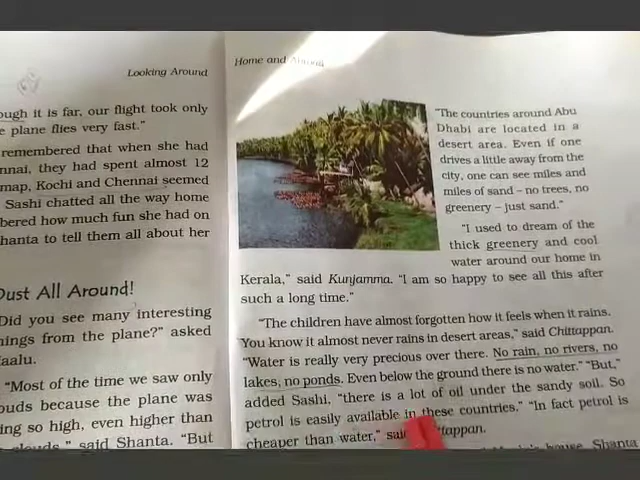 Looking Around
ough it is far, our flight took only
e plane flies very fast."
remembered that when she had
nnai, they had spent almost 12
map, Kochi and Chennai seemed
Sashi chatted all the way home
bered how much fun she had on
hanta to tell them all about her
Dust All Around!
Did you see many interesting
hings from the plane?" asked
aalu.
"Most of the time we saw only
ouds because the plane was
ing so high, even higher than
clouds," said Shanta. "But
Home and Abroad
"The countries around Abu
Dhabi are located in a
desert area. Even if one
drives a little away from the
city, one can see miles and
miles of sand – no trees, no
greenery – just sand."
"I used to dream of the
thick greenery and cool
water around our home in
Kerala," said Kunjamma. "I am so happy to see all this after
such a long time."
"The children have almost forgotten how it feels when it rains.
You know it almost never rains in desert areas," said Chittappan.
"Water is really very precious over there. No rain, no rivers, no
lakes, no ponds. Even below the ground there is no water." "But,"
added Sashi, "there is a lot of oil under the sandy soil. So
petrol is easily available in these countries." "In fact petrol is
cheaper than water," said Chittappan.
house, Shanta